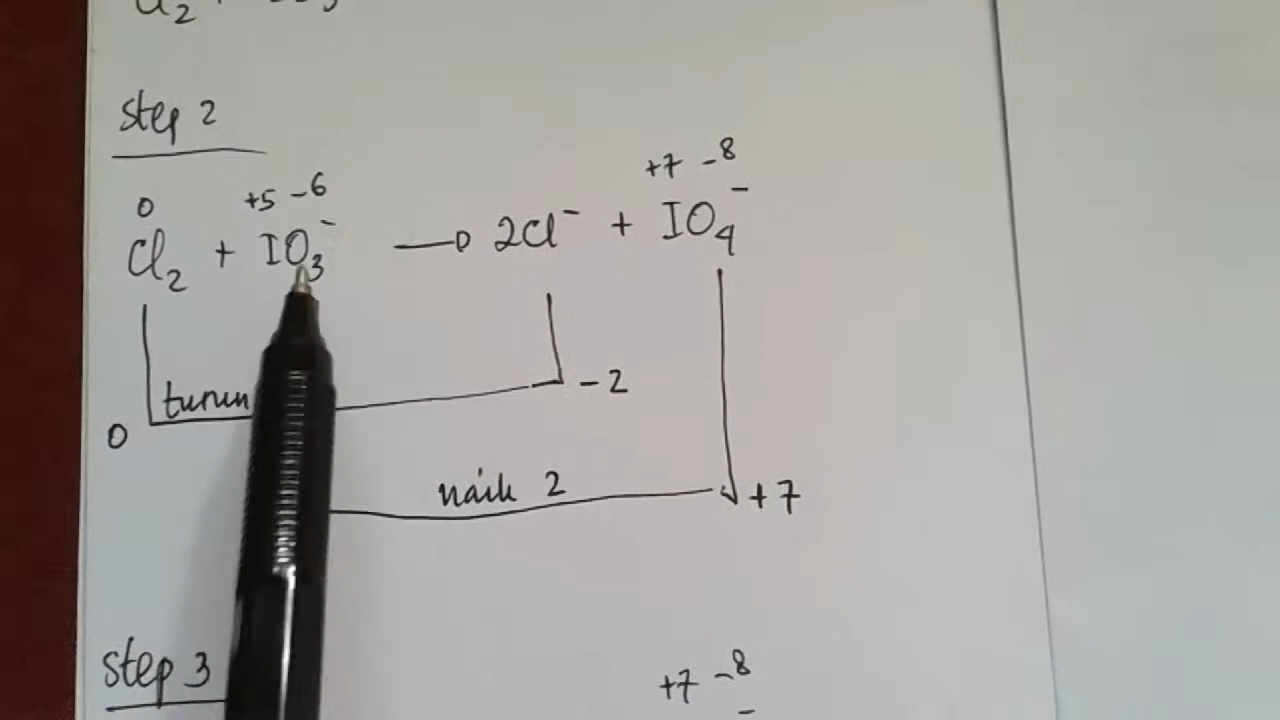 step 2
0 +5 -6 +7 -8
Cl₂ + IO₃⁻ → 2Cl⁻ + IO₄⁻
turun -2
0
naik 2 +7
step 3
+7 -8